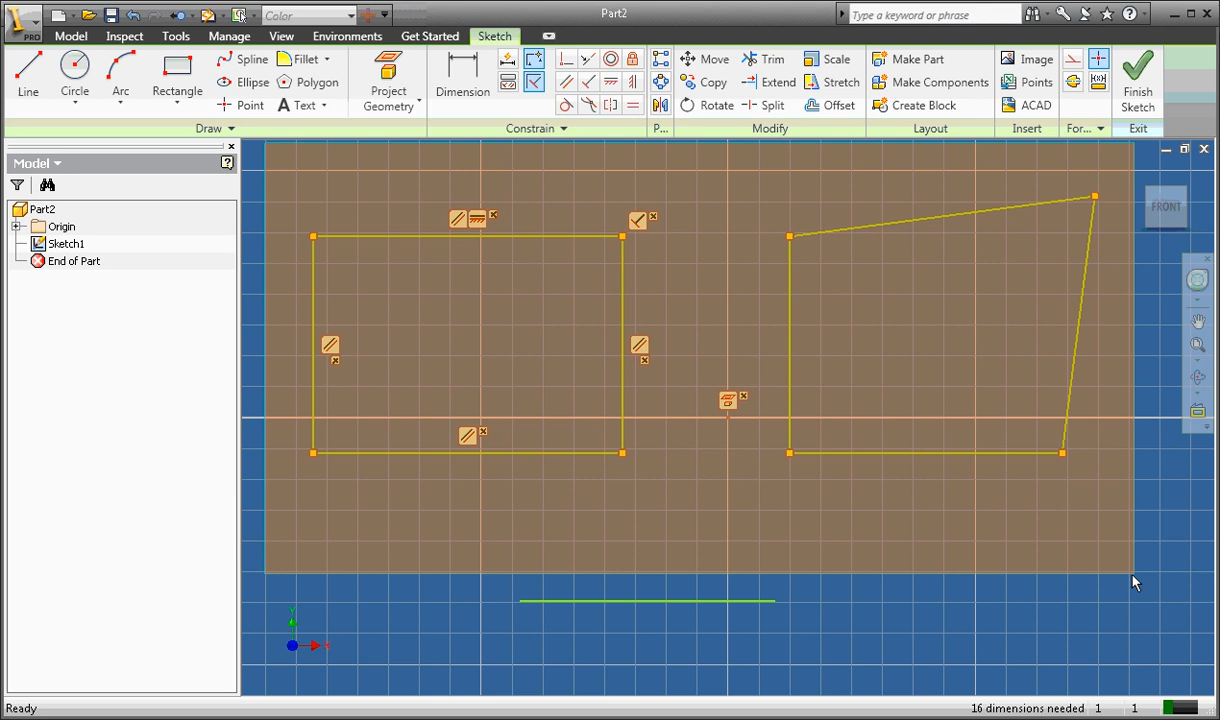 Color
Part2
Type a keyword or phrase
PRO
Model
Inspect
Tools
Manage
View
Environments
Get Started
Sketch
Line
Circle
Arc
Rectangle
Spline
Ellipse
Point
Fillet
Polygon
Text
Project
Geometry
Dimension
Move
Copy
Rotate
Trim
Extend
Split
Scale
Stretch
Offset
Make Part
Make Components
Create Block
Image
Points
ACAD
Finish
Sketch
Draw
Constrain
P...
Modify
Layout
Insert
For...
Exit
Model
Part2
Origin
Sketch1
End of Part
FRONT
Y
X
Ready
16 dimensions needed
1
1